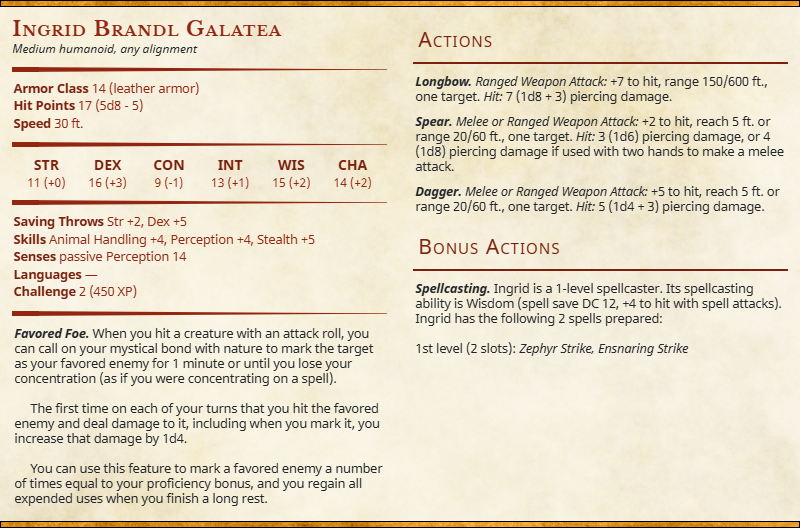 Ingrid Brandl Galatea
Medium humanoid, any alignment
Armor Class 14 (leather armor)
Hit Points 17 (5d8 - 5)
Speed 30 ft.
STR DEX CON INT WIS CHA
11 (+0) 16 (+3) 9 (-1) 13 (+1) 15 (+2) 14 (+2)
Saving Throws Str +2, Dex +5
Skills Animal Handling +4, Perception +4, Stealth +5
Senses passive Perception 14
Languages —
Challenge 2 (450 XP)
Favored Foe. When you hit a creature with an attack roll, you
can call on your mystical bond with nature to mark the target
as your favored enemy for 1 minute or until you lose your
concentration (as if you were concentrating on a spell).
The first time on each of your turns that you hit the favored
enemy and deal damage to it, including when you mark it, you
increase that damage by 1d4.
You can use this feature to mark a favored enemy a number
of times equal to your proficiency bonus, and you regain all
expended uses when you finish a long rest.
Actions
Longbow. Ranged Weapon Attack: +7 to hit, range 150/600 ft.,
one target. Hit: 7 (1d8 + 3) piercing damage.
Spear. Melee or Ranged Weapon Attack: +2 to hit, reach 5 ft. or
range 20/60 ft., one target. Hit: 3 (1d6) piercing damage, or 4
(1d8) piercing damage if used with two hands to make a melee
attack.
Dagger. Melee or Ranged Weapon Attack: +5 to hit, reach 5 ft. or
range 20/60 ft., one target. Hit: 5 (1d4 + 3) piercing damage.
Bonus Actions
Spellcasting. Ingrid is a 1-level spellcaster. Its spellcasting
ability is Wisdom (spell save DC 12, +4 to hit with spell attacks).
Ingrid has the following 2 spells prepared:
1st level (2 slots): Zephyr Strike, Ensnaring Strike